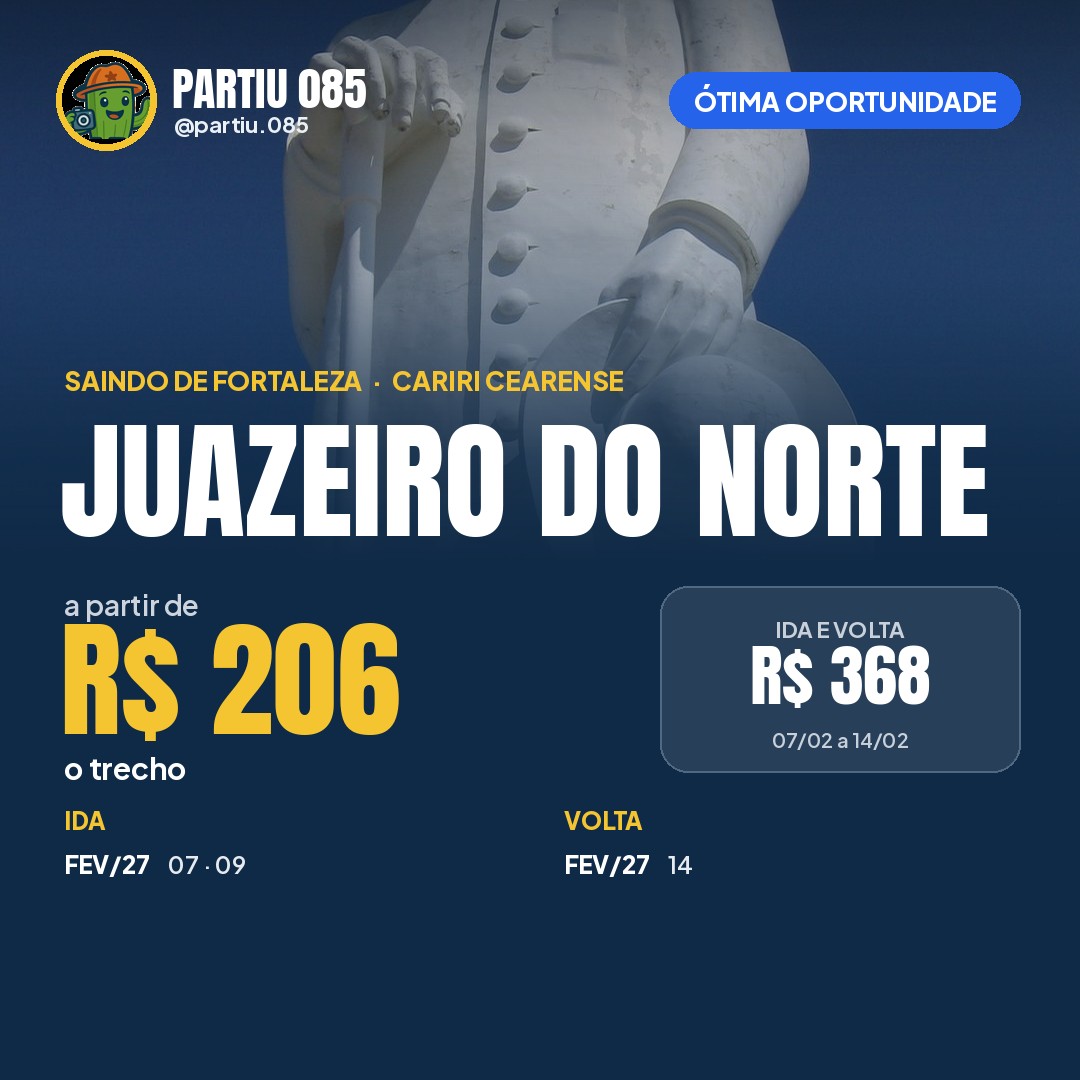 PARTIU 085
@partiu.085
ÓTIMA OPORTUNIDADE
SAINDO DE FORTALEZA · CARIRI CEARENSE
JUAZEIRO DO NORTE
a partir de
R$ 206
o trecho
IDA E VOLTA
R$ 368
07/02 a 14/02
IDA
FEV/27 07 · 09
VOLTA
FEV/27 14